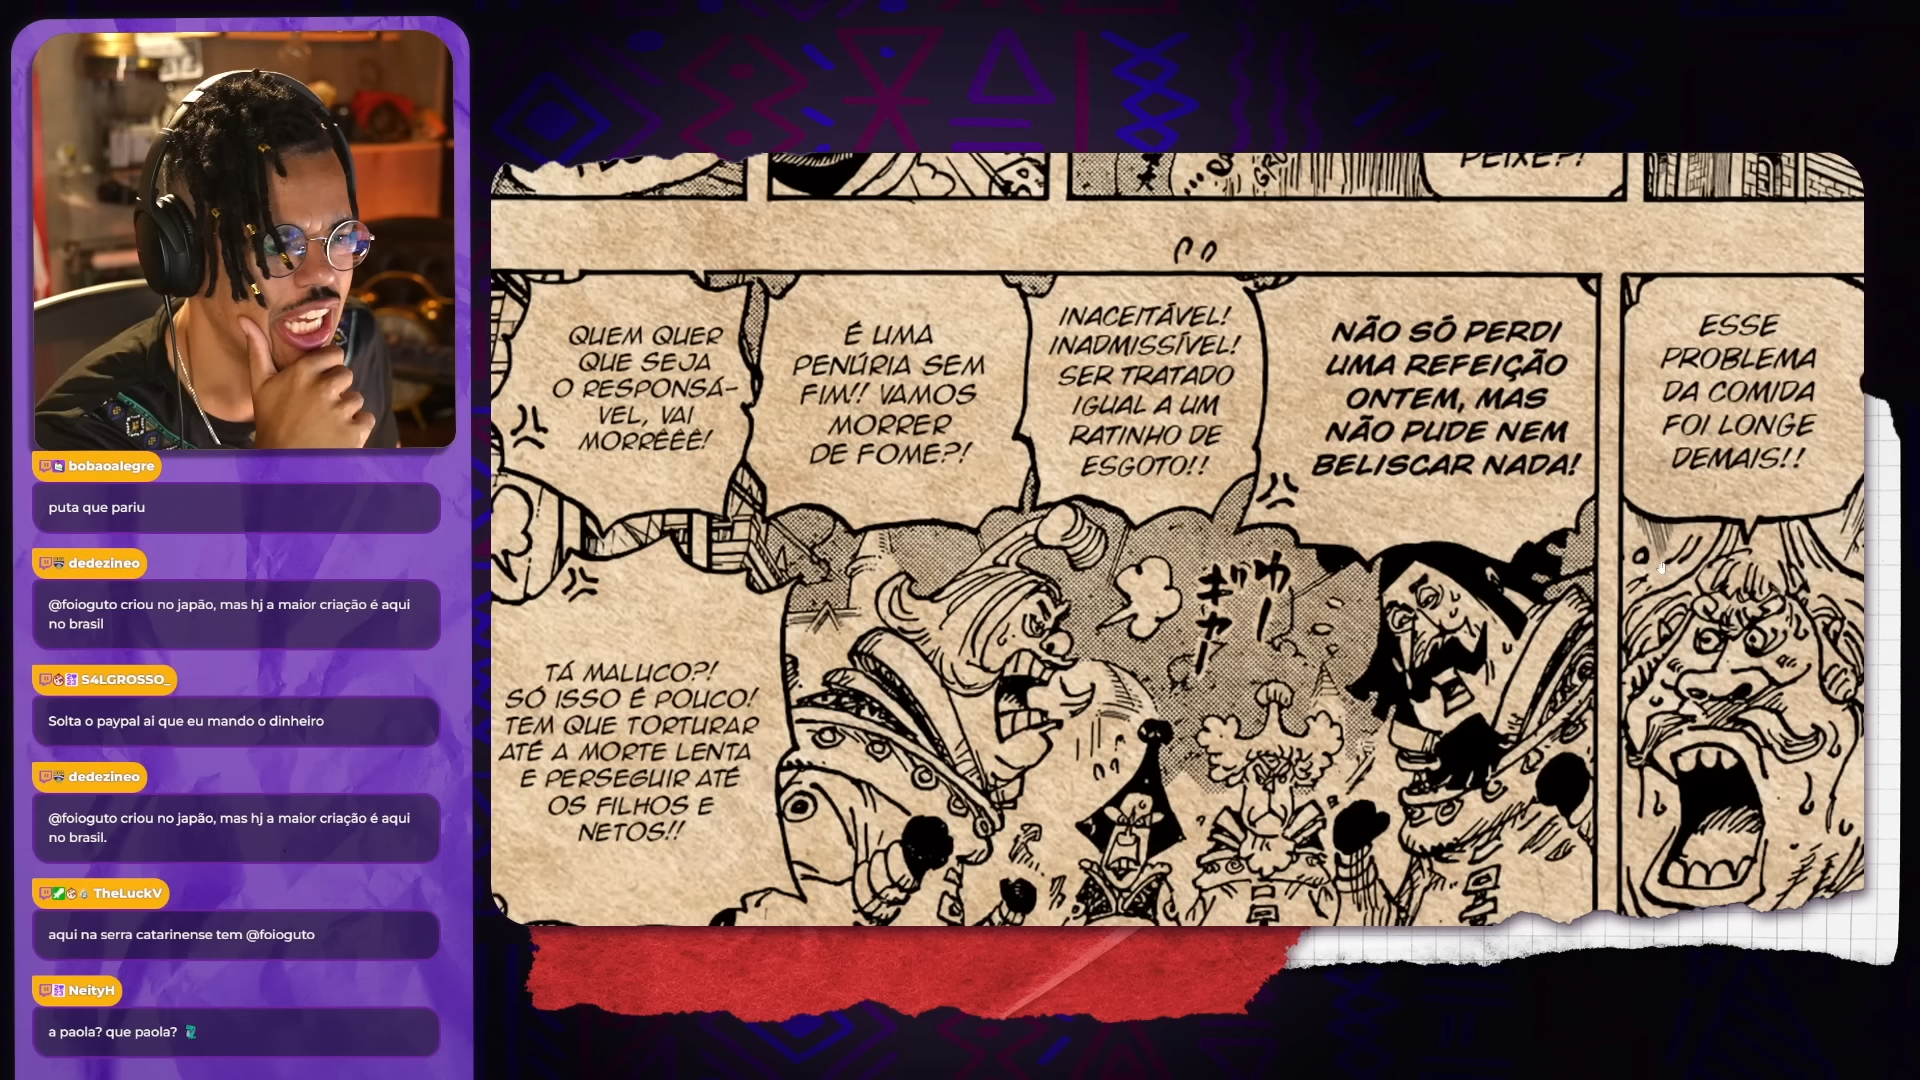 bobaoalegre
puta que pariu
dedezineo
@foioguto criou no japão, mas hj a maior criação é aqui
no brasil
S4LGROSSO_
Solta o paypal ai que eu mando o dinheiro
dedezineo
@foioguto criou no japão, mas hj a maior criação é aqui
no brasil.
TheLuckV
aqui na serra catarinense tem @foioguto
NeityH
a paola? que paola?
PEIXE?!
ESSE
PROBLEMA
DA COMIDA
FOI LONGE
DEMAIS!!
NÃO SÓ PERDI
UMA REFEIÇÃO
ONTEM, MAS
NÃO PUDE NEM
BELISCAR NADA!
INACEITÁVEL!
INADMISSÍVEL!
SER TRATADO
IGUAL A UM
RATINHO DE
ESGOTO!!
É UMA
PENÚRIA SEM
FIM!! VAMOS
MORRER
DE FOME?!
QUEM QUER
QUE SEJA
O RESPONSÁ-
VEL, VAI
MORRÊÊÊ!
TÁ MALUCO?!
SÓ ISSO É POUCO!
TEM QUE TORTURAR
ATÉ A MORTE LENTA
E PERSEGUIR ATÉ
OS FILHOS E
NETOS!!